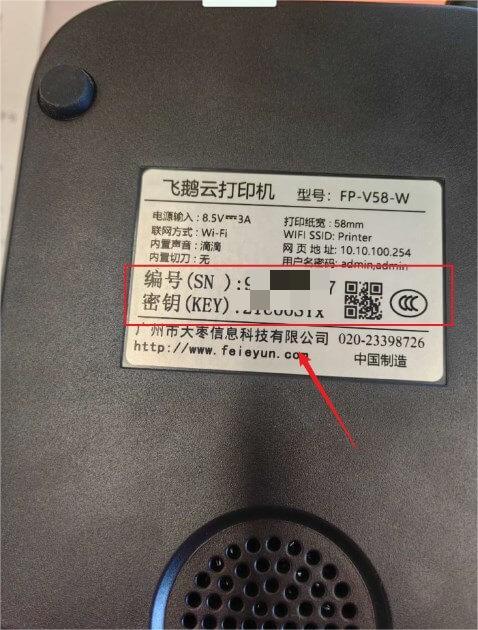 飞鹅云打印机 型号: FP-V58-W
电源输入: 8.5V⎓3A 打印纸宽: 58mm
联网方式: Wi-Fi WIFI SSID: Printer
内置声音: 滴滴 网 页 地 址: 10.10.100.254
内置切刀: 无 用户名密码: admin,admin
编号(SN ):9 7
密钥(KEY):
广州市大枣信息科技有限公司 020-23398726
http://www.feieyun.com 中国制造